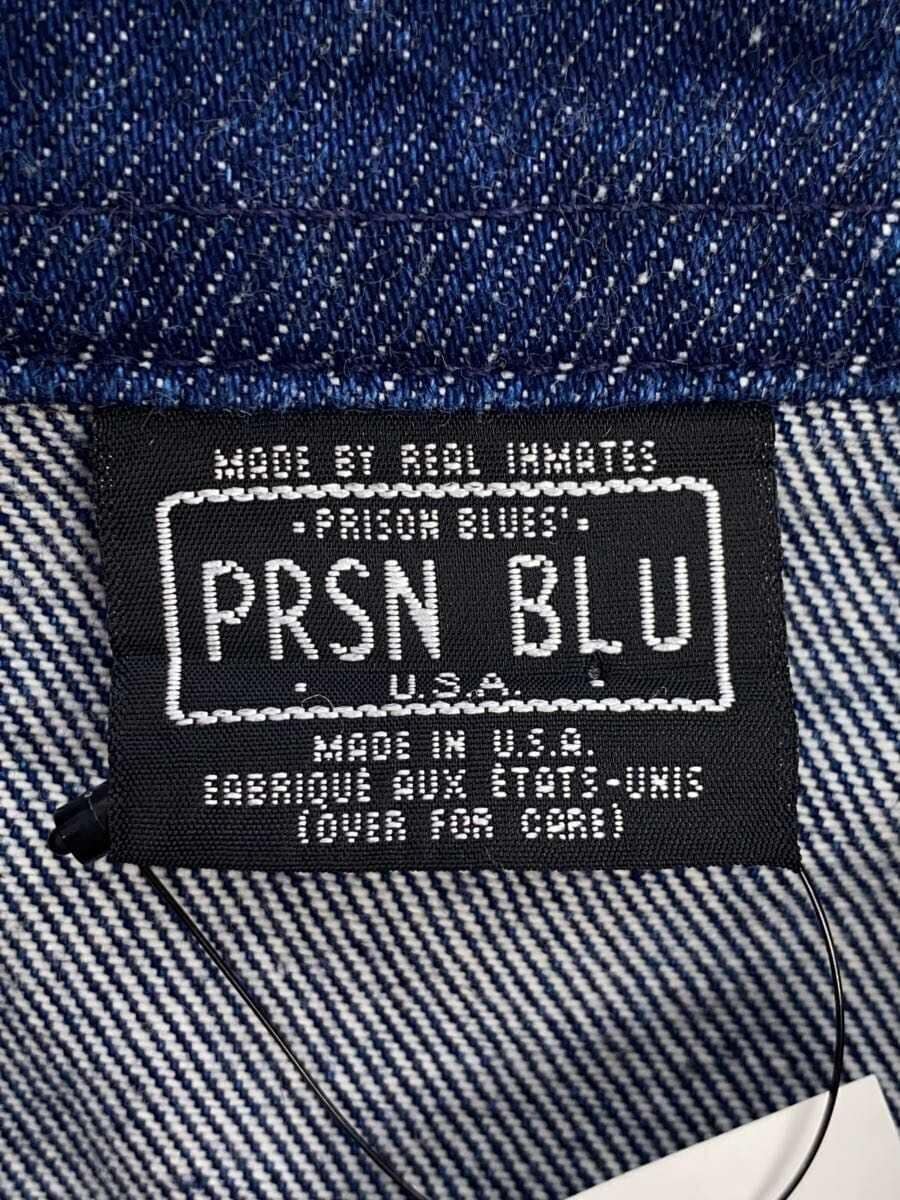 MADE BY REAL INMATES
-PRISON BLUES'-
PRSN BLU
· U.S.A. ·
MADE IN U.S.A.
FABRIQUÉ AUX ÉTATS-UNIS
(OVER FOR CARE)